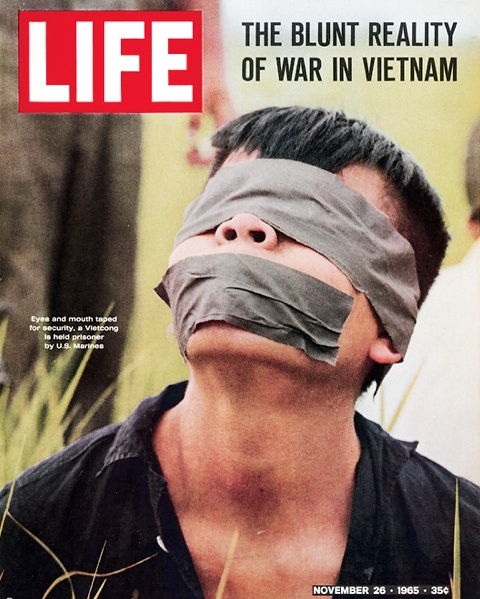 LIFE
THE BLUNT REALITY
OF WAR IN VIETNAM
Eyes and mouth taped
for security, a Vietcong
is held prisoner
by U.S. Marines
NOVEMBER 26 · 1965 · 35¢